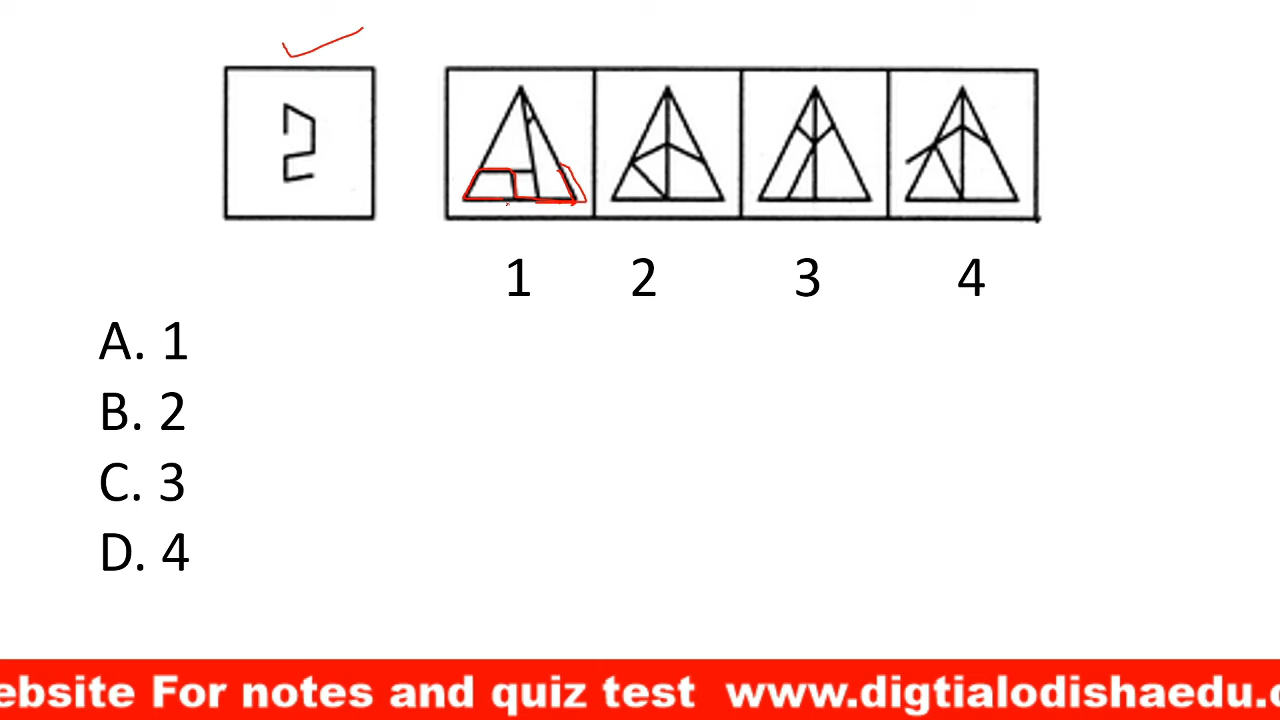 1 2 3 4
A. 1
B. 2
C. 3
D. 4
ebsite For notes and quiz test www.digtialodishaedu.c